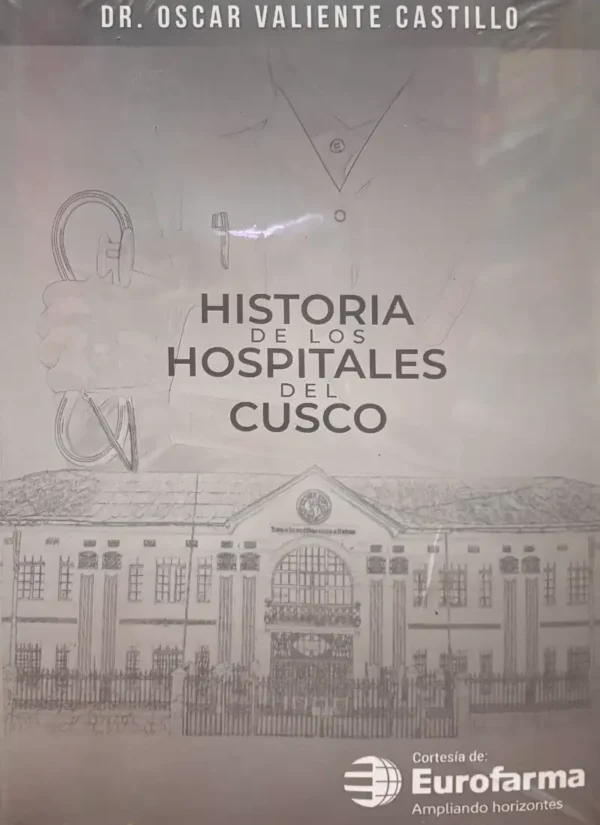 DR. OSCAR VALIENTE CASTILLO
HISTORIA
DE LOS
HOSPITALES
DEL
CUSCO
Cortesía de:
Eurofarma
Ampliando horizontes